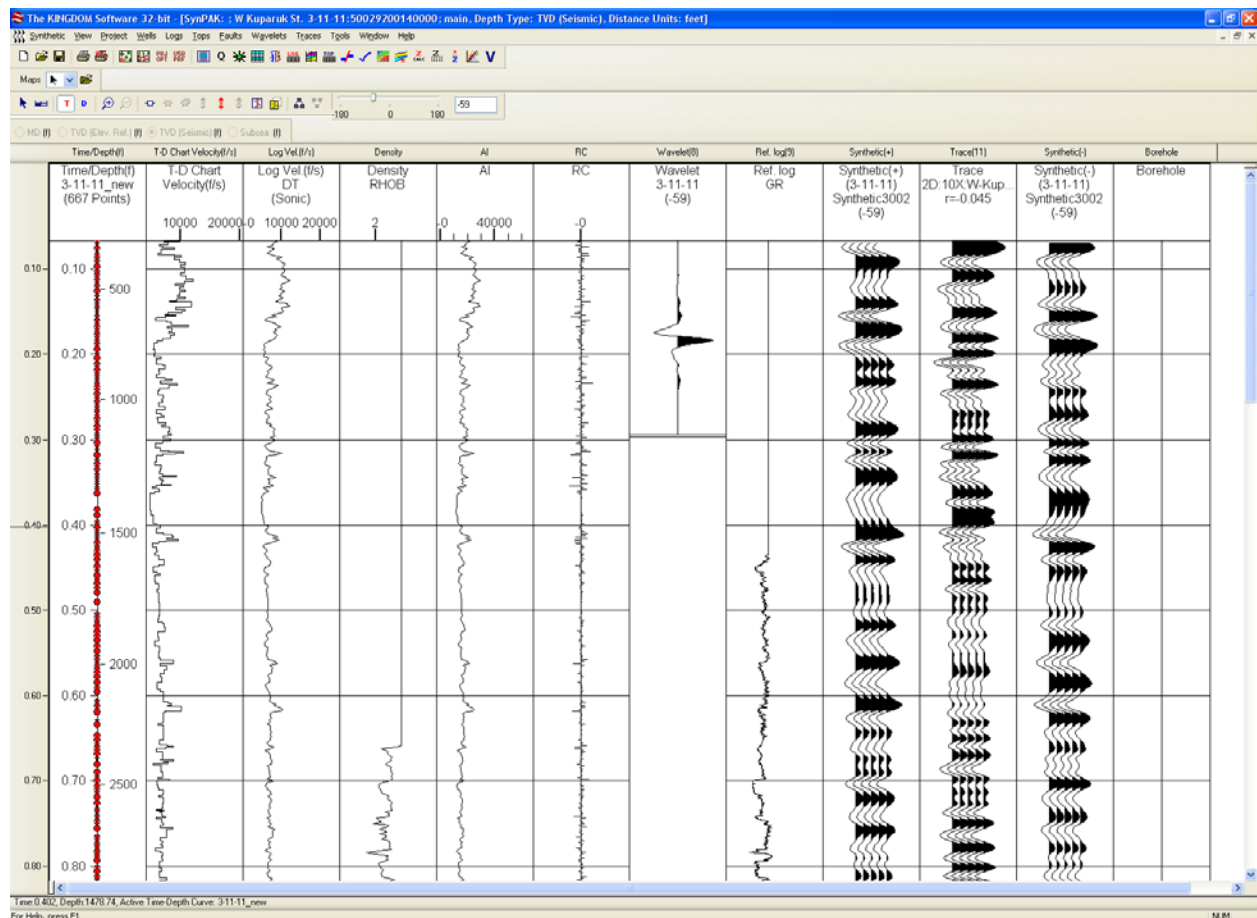 The KINGDOM Software 32-bit - [SynPAK: ; W Kuparuk St. 3-11-11:50029200140000; main, Depth Type: TVD (Seismic), Distance Units: feet]
Synthetic View Project Wells Logs Tops Faults Wavelets Traces Tools Window Help
Maps
T D -180 0 180 -59
MD (f) TVD (Elev. Ref.) (f) TVD (Seismic) (f) Subsea (f)
Time/Depth(f) T-D Chart Velocity(f/s) Log Vel.(f/s) Density AI RC Wavelet(8) Ref. log(9) Synthetic(+) Trace(11) Synthetic(-) Borehole
Time/Depth(f) T-D Chart Log Vel.(f/s) Density AI RC Wavelet Ref. log Synthetic(+) Trace Synthetic(-) Borehole
3-11-11_new Velocity(f/s) DT RHOB 3-11-11 GR (3-11-11) 2D:10X:W-Kup... (3-11-11)
(667 Points) (Sonic) (-59) Synthetic3002 r=-0.045 Synthetic3002
(-59) (-59)
10000 20000 -0 10000 20000 2 -0 40000 -0
0.10 0.10
500
0.20 0.20
1000
0.30 0.30
0.40 0.40
1500
0.50 0.50
2000
0.60 0.60
0.70 0.70
2500
0.80 0.80
Time:0.402, Depth:1478.74, Active Time-Depth Curve: 3-11-11_new
For Help, press F1 NUM